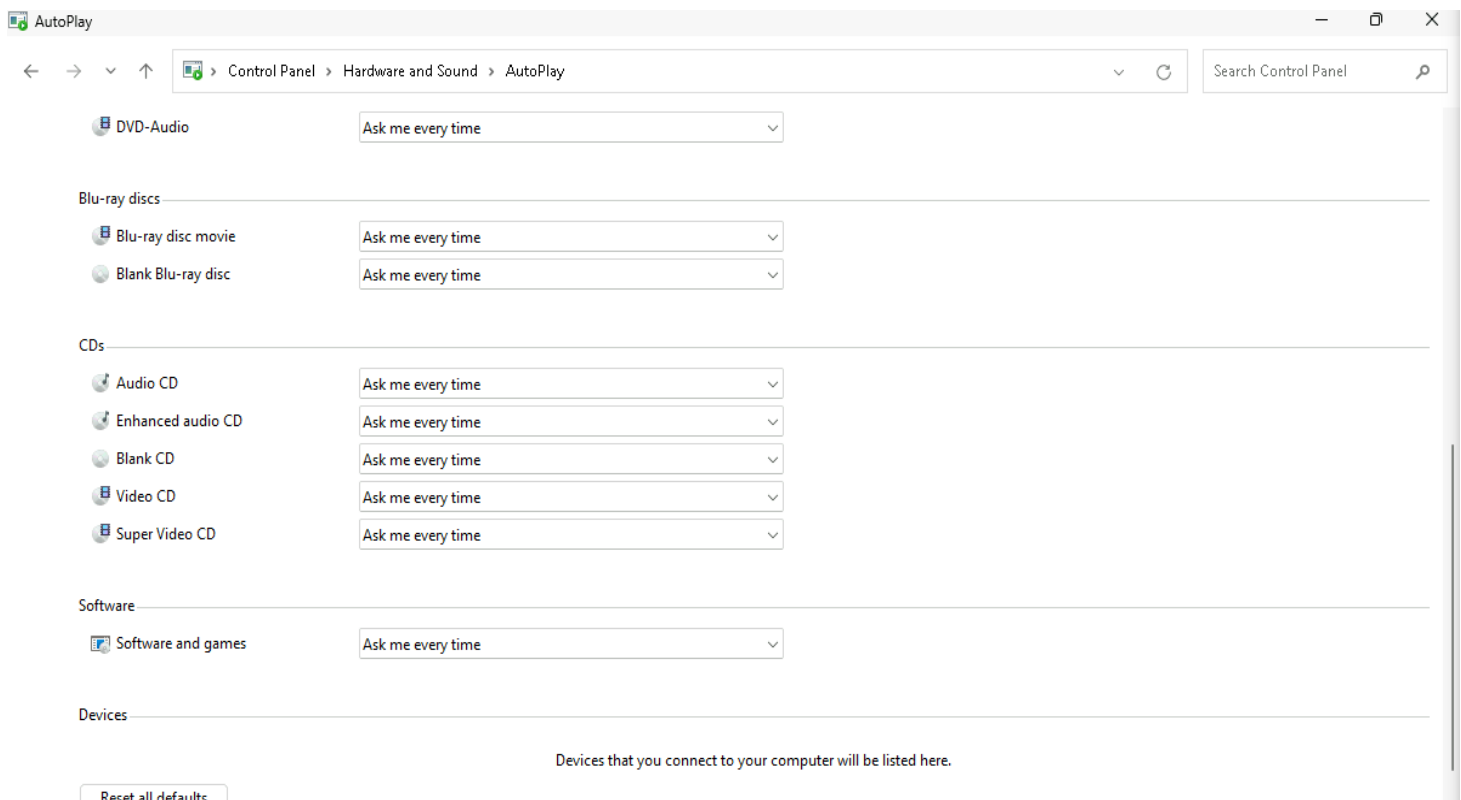 AutoPlay
Control Panel > Hardware and Sound > AutoPlay
Search Control Panel
DVD-Audio Ask me every time
Blu-ray discs
Blu-ray disc movie Ask me every time
Blank Blu-ray disc Ask me every time
CDs
Audio CD Ask me every time
Enhanced audio CD Ask me every time
Blank CD Ask me every time
Video CD Ask me every time
Super Video CD Ask me every time
Software
Software and games Ask me every time
Devices
Devices that you connect to your computer will be listed here.
Reset all defaults